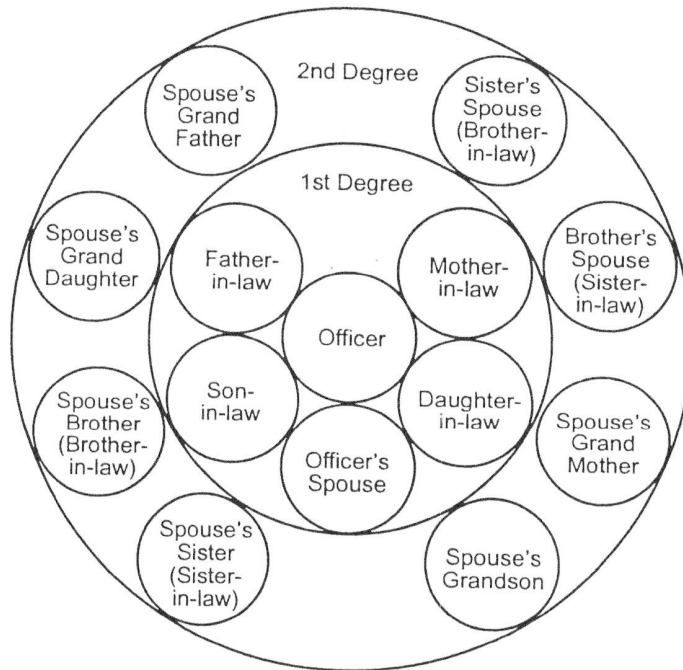 2nd Degree
Spouse's
Grand
Father
Sister's
Spouse
(Brother-
in-law)
1st Degree
Spouse's
Grand
Daughter
Father-
in-law
Mother-
in-law
Brother's
Spouse
(Sister-
in-law)
Officer
Son-
in-law
Daughter-
in-law
Spouse's
Brother
(Brother-
in-law)
Spouse's
Grand
Mother
Officer's
Spouse
Spouse's
Sister
(Sister-
in-law)
Spouse's
Grandson